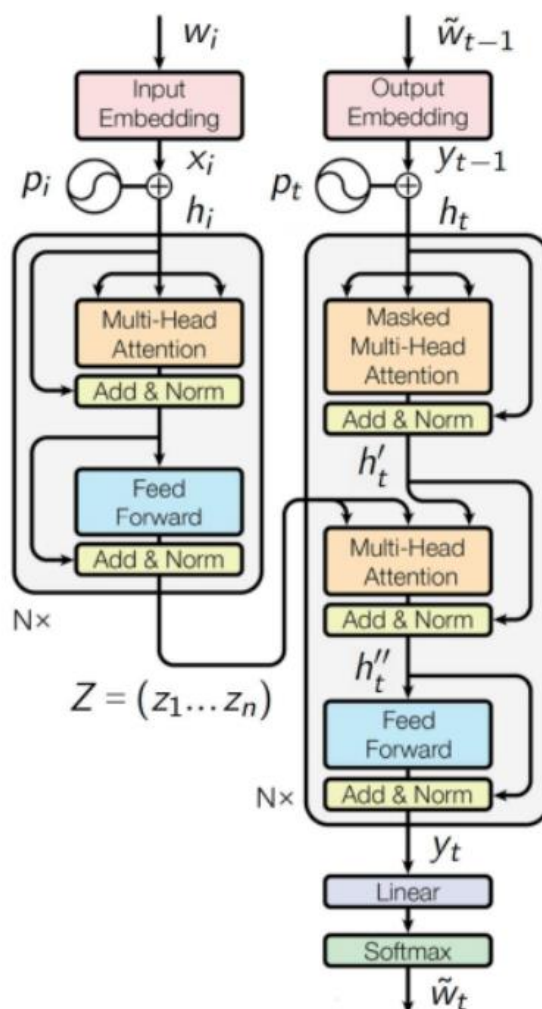 w_i
Input
Embedding
x_i
p_i
h_i
Multi-Head
Attention
Add & Norm
Feed
Forward
Add & Norm
N×
Z = (z_1...z_n)
w̃_{t−1}
Output
Embedding
y_{t−1}
p_t
h_t
Masked
Multi-Head
Attention
Add & Norm
h′_t
Multi-Head
Attention
Add & Norm
h″_t
Feed
Forward
Add & Norm
N×
y_t
Linear
Softmax
w̃_t